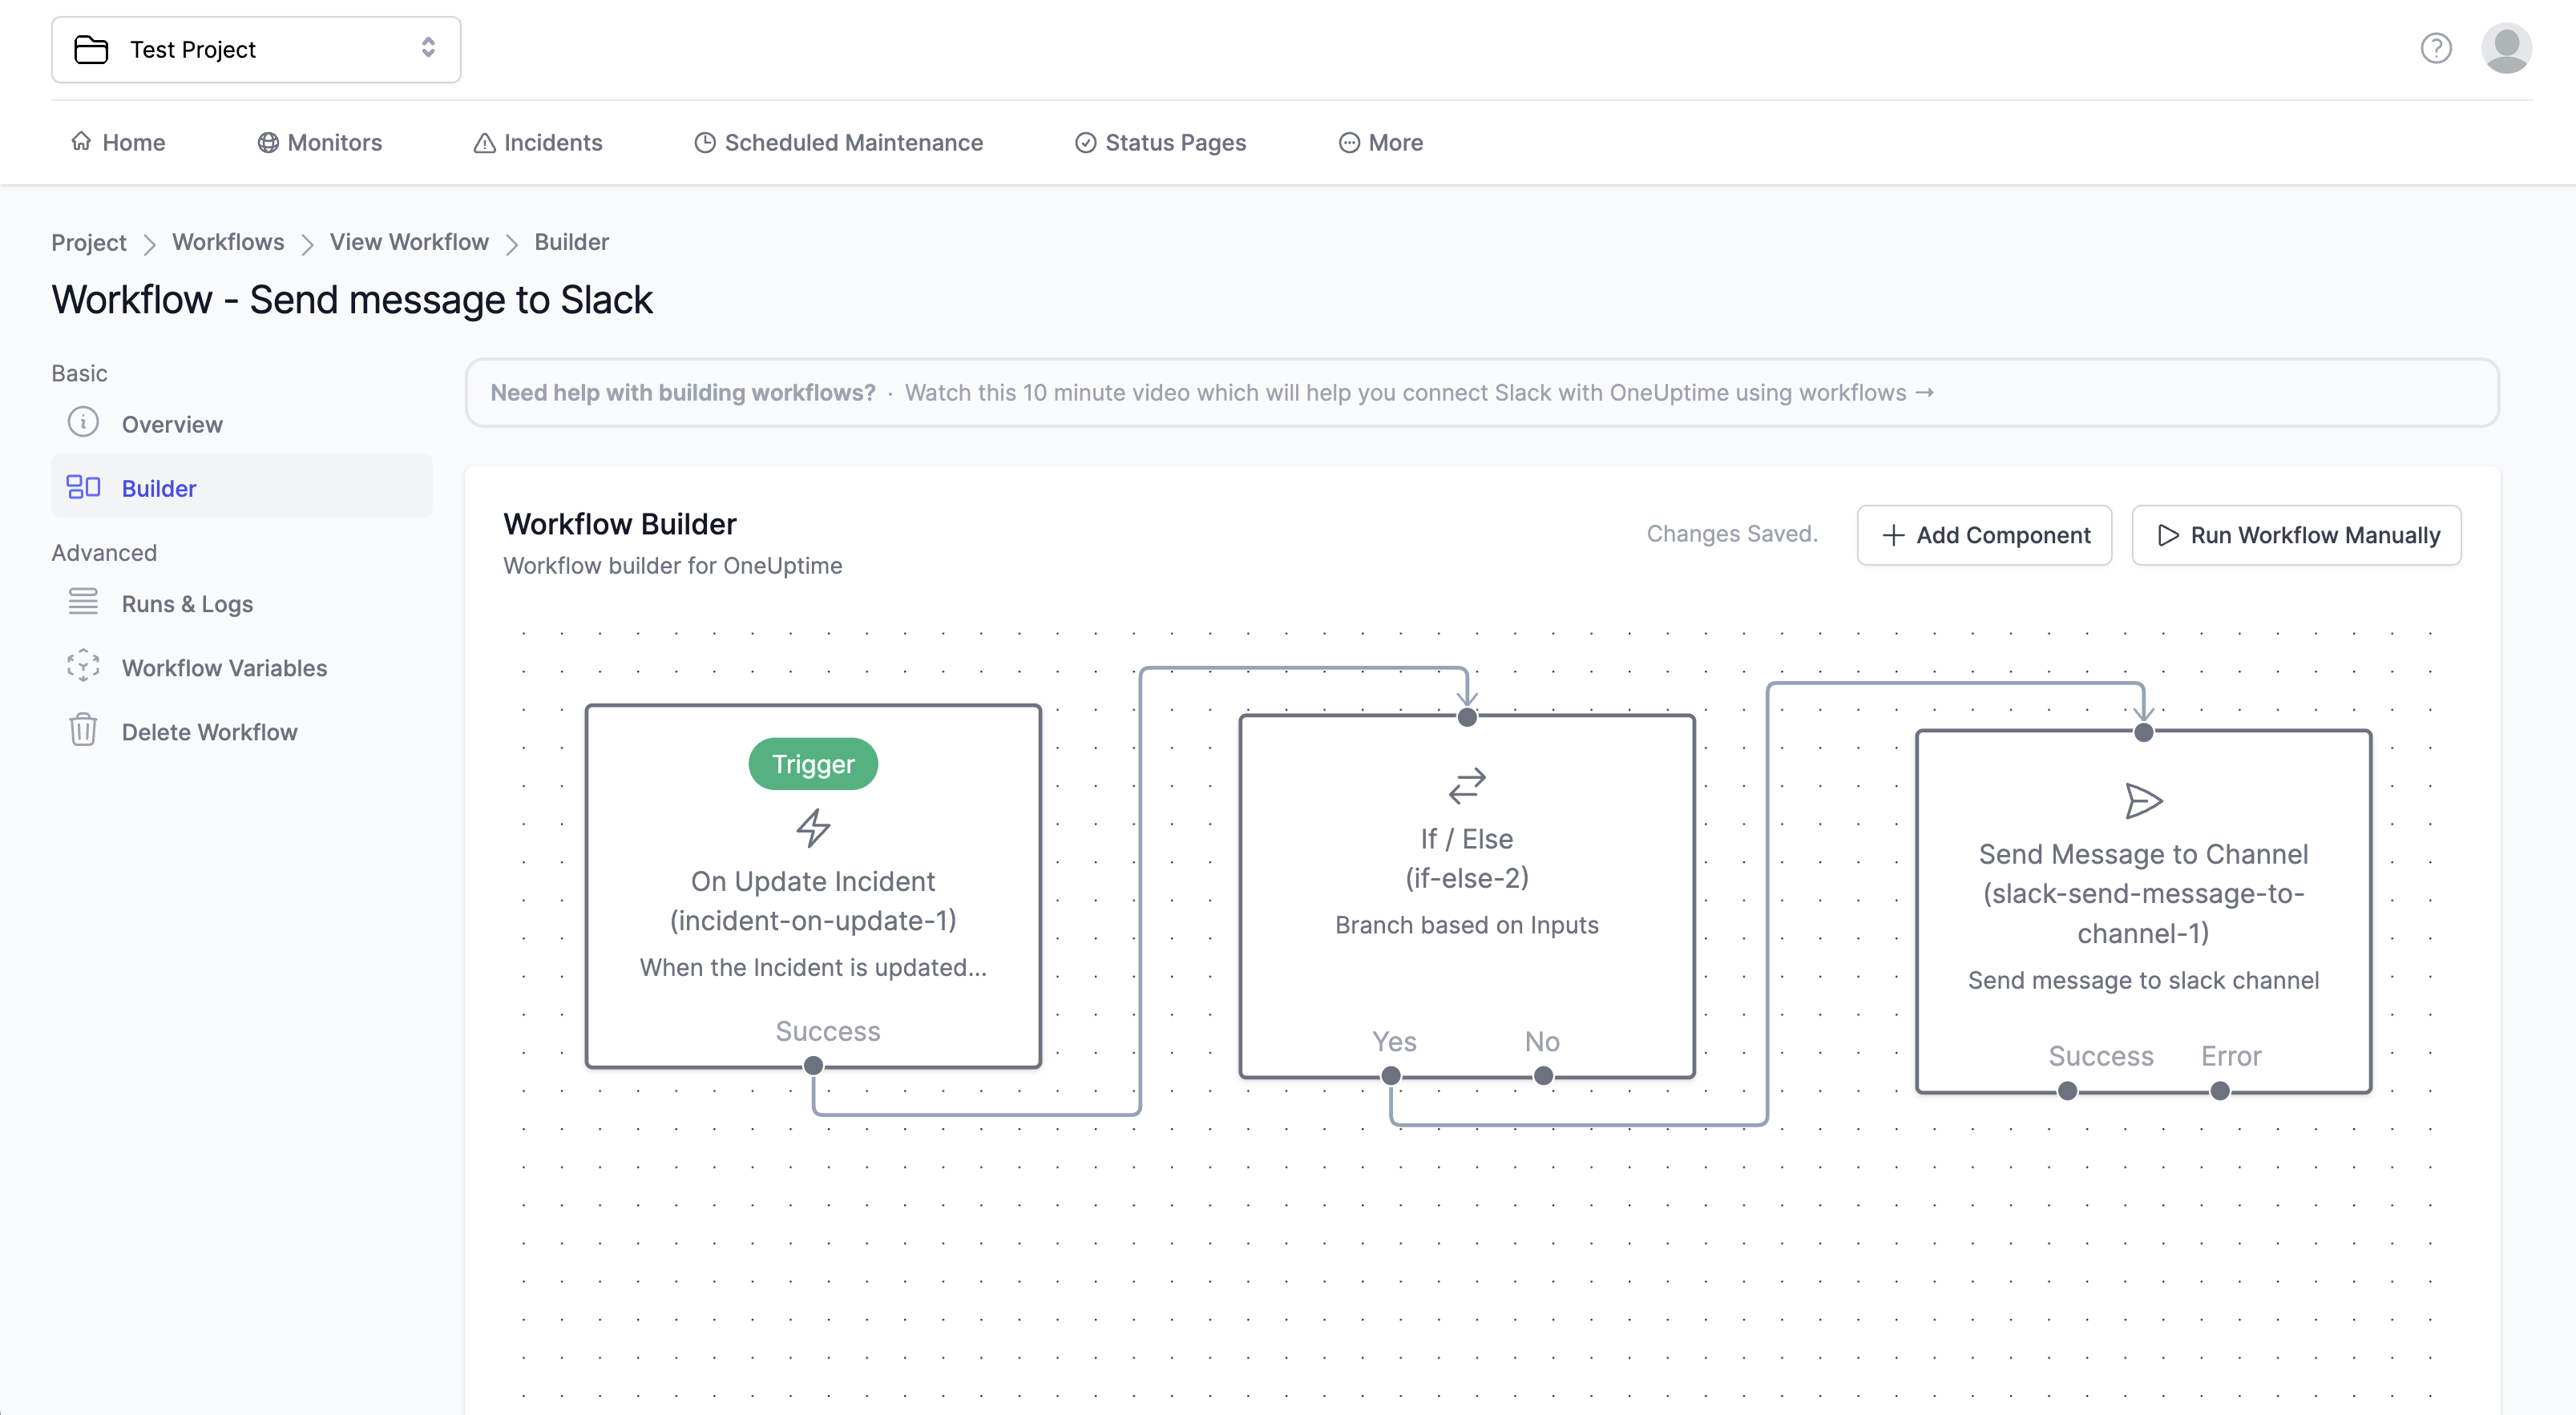 Test Project
Home
Monitors
Incidents
Scheduled Maintenance
Status Pages
More
Project
Workflows
View Workflow
Builder
Workflow - Send message to Slack
Basic
Overview
Builder
Advanced
Runs & Logs
Workflow Variables
Delete Workflow
Need help with building workflows? · Watch this 10 minute video which will help you connect Slack with OneUptime using workflows →
Workflow Builder
Workflow builder for OneUptime
Changes Saved.
Add Component
Run Workflow Manually
Trigger
On Update Incident
(incident-on-update-1)
When the Incident is updated...
Success
If / Else
(if-else-2)
Branch based on Inputs
Yes
No
Send Message to Channel
(slack-send-message-to-
channel-1)
Send message to slack channel
Success
Error